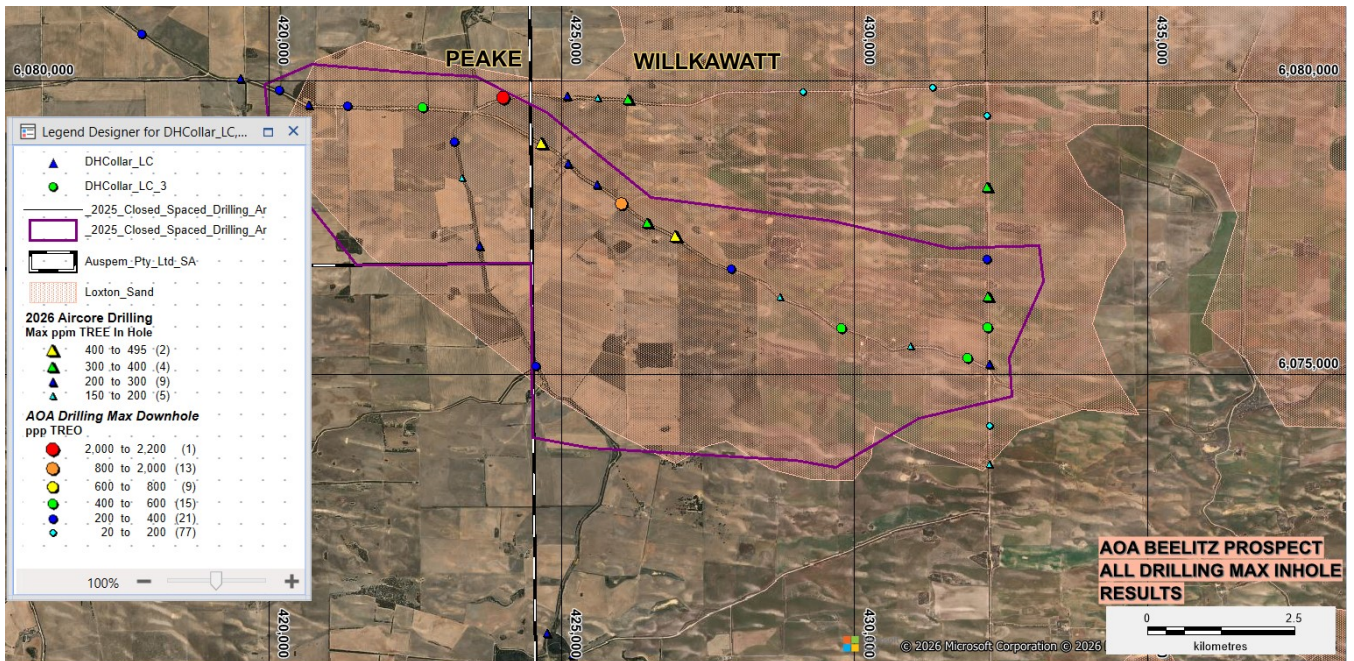 420,000
425,000
430,000
435,000
PEAKE
WILLKAWATT
6,080,000
6,080,000
Legend Designer for DHCollar_LC,...
DHCollar_LC
DHCollar_LC_3
_2025_Closed_Spaced_Drilling_Ar
_2025_Closed_Spaced_Drilling_Ar
Auspem_Pty_Ltd_SA
Loxton_Sand
2026 Aircore Drilling
Max ppm TREE In Hole
400 to 495 (2)
300 to 400 (4)
200 to 300 (9)
150 to 200 (5)
AOA Drilling Max Downhole
ppp TREO
2,000 to 2,200 (1)
800 to 2,000 (13)
600 to 800 (9)
400 to 600 (15)
200 to 400 (21)
20 to 200 (77)
100%
6,075,000
AOA BEELITZ PROSPECT
ALL DRILLING MAX INHOLE
RESULTS
0 2.5
kilometres
420,000
425,000
430,000
© 2026 Microsoft Corporation © 2026